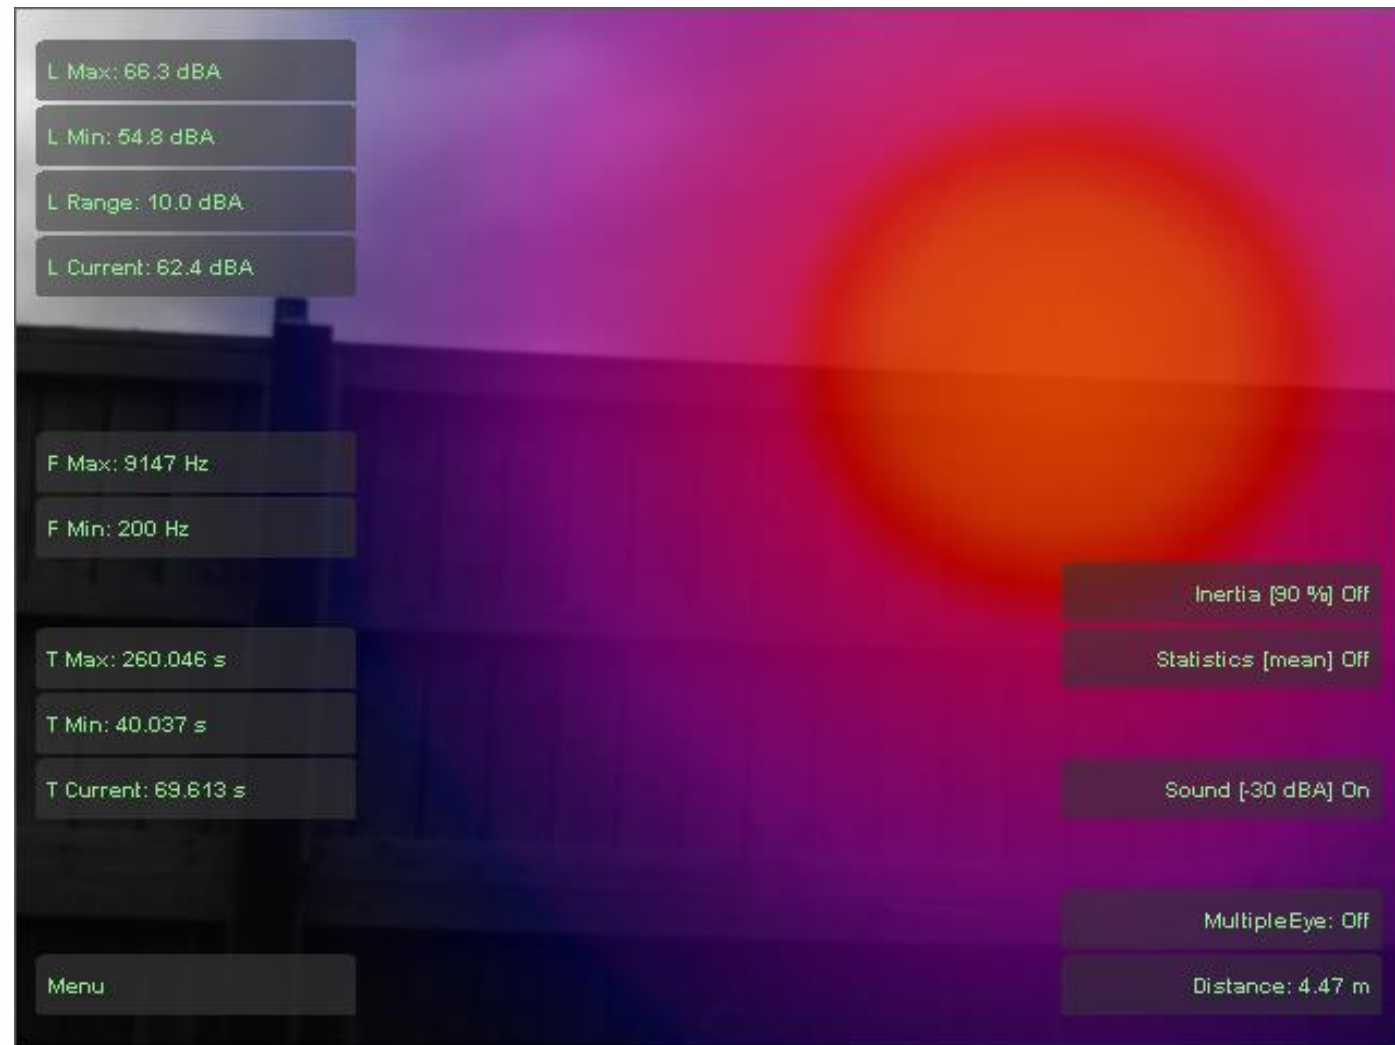 L Max: 66.3 dBA
L Min: 54.8 dBA
L Range: 10.0 dBA
L Current: 62.4 dBA
F Max: 9147 Hz
F Min: 200 Hz
Inertia [90 %] Off
T Max: 260.046 s
Statistics [mean] Off
T Min: 40.037 s
T Current: 69.613 s
Sound [-30 dBA] On
MultipleEye: Off
Menu
Distance: 4.47 m